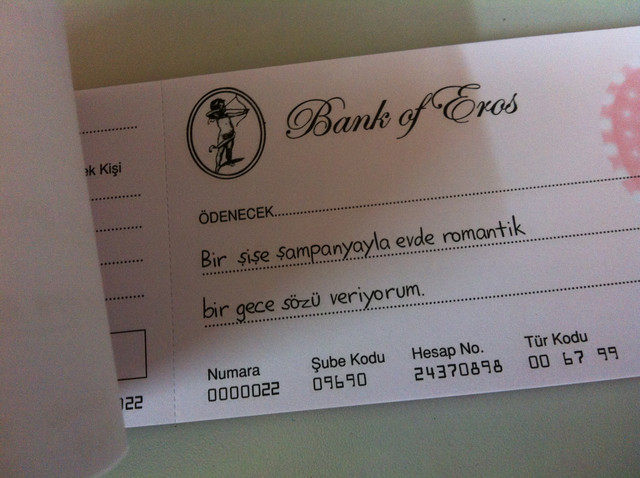 Bank of Eros
ek Kişi
ÖDENECEK
Bir şişe şampanyayla evde romantik
bir gece sözü veriyorum.
Numara Şube Kodu Hesap No. Tür Kodu
0000022 09690 24370898 00 67 99
22